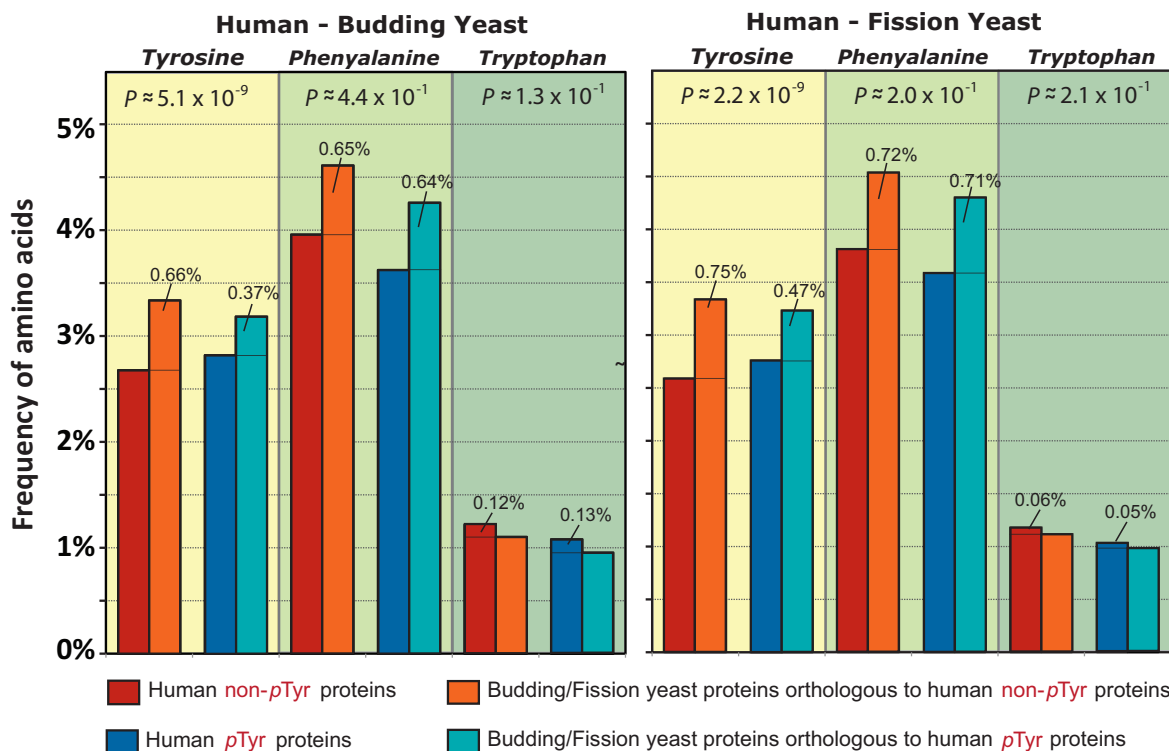 Human - Budding Yeast
Human - Fission Yeast
Tyrosine
Phenyalanine
Tryptophan
Tyrosine
Phenyalanine
Tryptophan
P ≈ 5.1 x 10⁻⁹
P ≈ 4.4 x 10⁻¹
P ≈ 1.3 x 10⁻¹
P ≈ 2.2 x 10⁻⁹
P ≈ 2.0 x 10⁻¹
P ≈ 2.1 x 10⁻¹
Frequency of amino acids
5%
4%
3%
2%
1%
0%
0.66%
0.37%
0.65%
0.64%
0.12%
0.13%
~
0.75%
0.47%
0.72%
0.71%
0.06%
0.05%
Human non-pTyr proteins
Budding/Fission yeast proteins orthologous to human non-pTyr proteins
Human pTyr proteins
Budding/Fission yeast proteins orthologous to human pTyr proteins